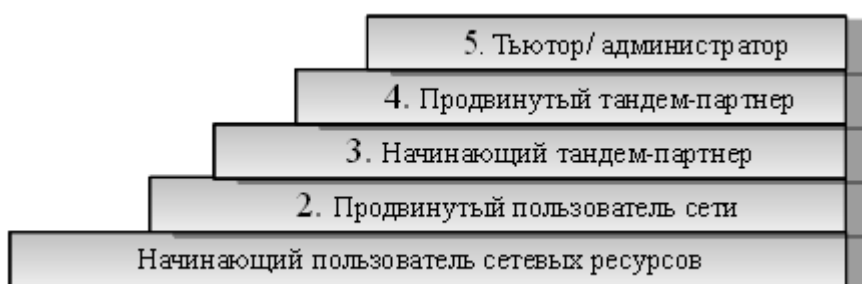 5. Тьютор/ администратор
4. Продвинутый тандем-партнер
3. Начинающий тандем-партнер
2. Продвинутый пользователь сети
Начинающий пользователь сетевых ресурсов